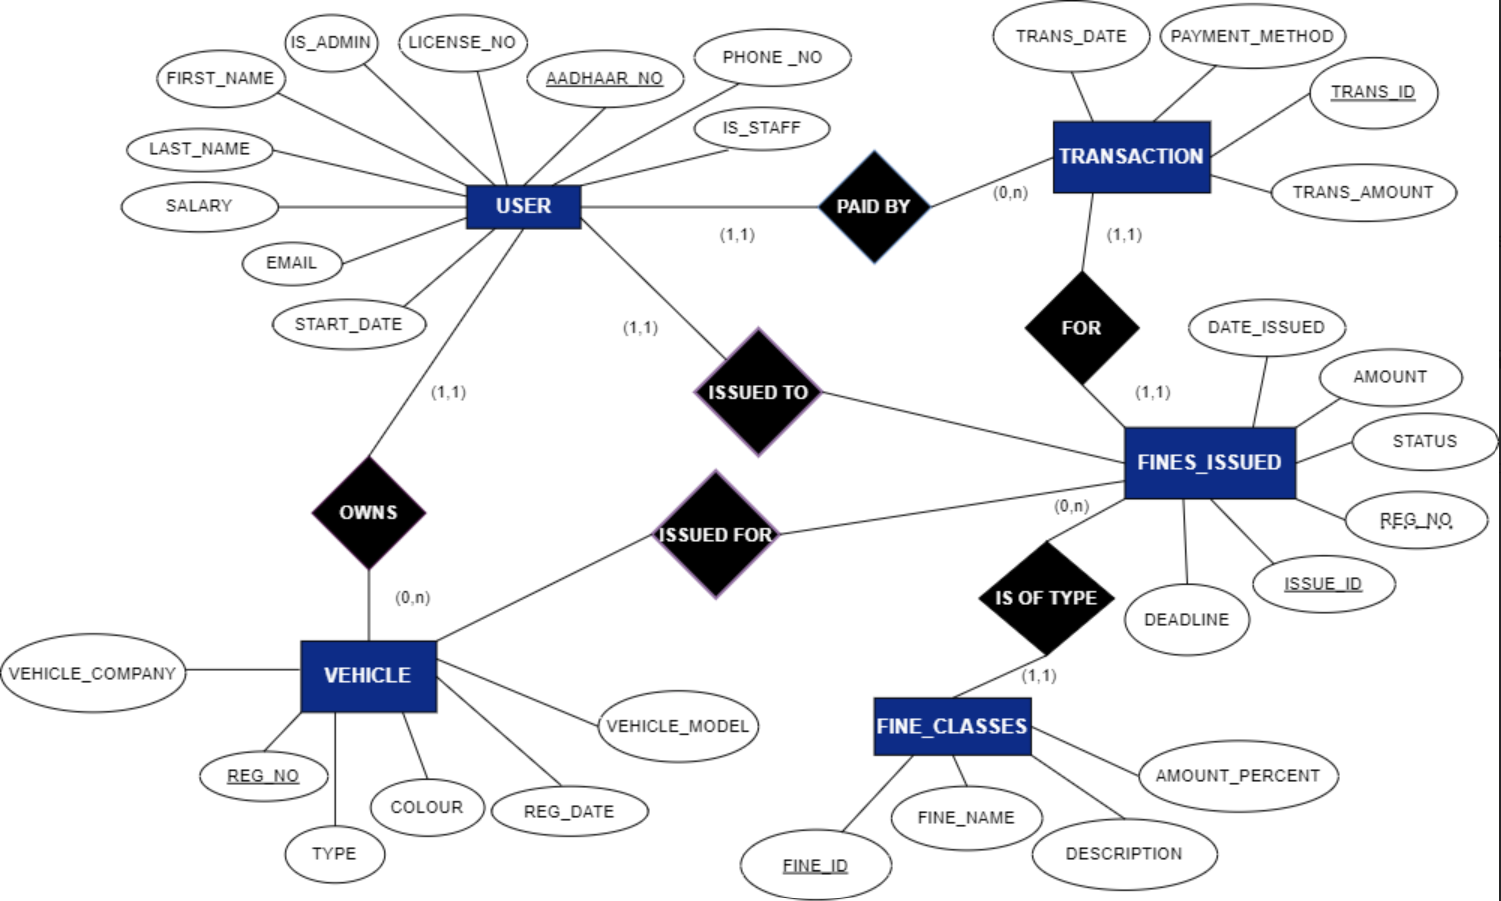 IS_ADMIN
LICENSE_NO
TRANS_DATE
PAYMENT_METHOD
FIRST_NAME
AADHAAR_NO
PHONE _NO
TRANS_ID
IS_STAFF
LAST_NAME
TRANSACTION
SALARY
USER
PAID BY
(0,n)
TRANS_AMOUNT
(1,1)
(1,1)
EMAIL
START_DATE
(1,1)
FOR
DATE_ISSUED
(1,1)
ISSUED TO
(1,1)
AMOUNT
STATUS
FINES_ISSUED
OWNS
ISSUED FOR
(0,n)
REG_NO
(0,n)
IS OF TYPE
ISSUE_ID
DEADLINE
VEHICLE_COMPANY
VEHICLE
(1,1)
VEHICLE_MODEL
FINE_CLASSES
REG_NO
COLOUR
REG_DATE
AMOUNT_PERCENT
FINE_NAME
TYPE
FINE_ID
DESCRIPTION